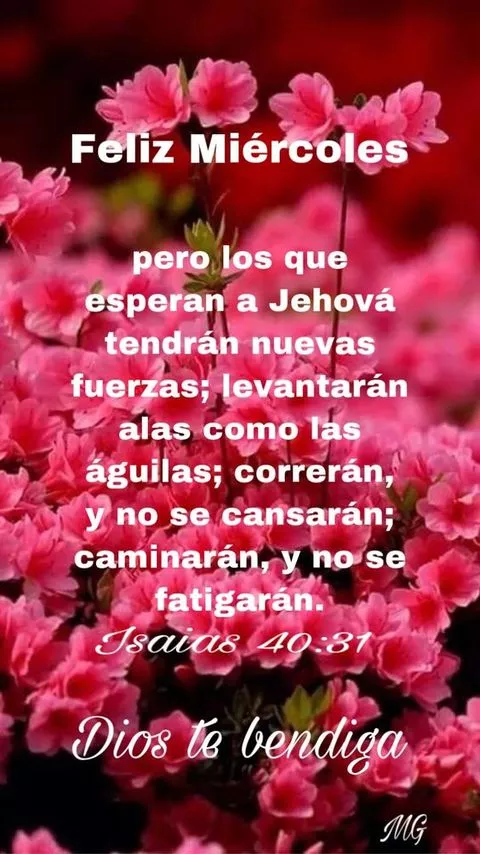 Feliz Miércoles
pero los que
esperan a Jehová
tendrán nuevas
fuerzas; levantarán
alas como las
águilas; correrán,
y no se cansarán;
caminarán, y no se
fatigarán.
Isaias 40:31
Dios te bendiga
MG